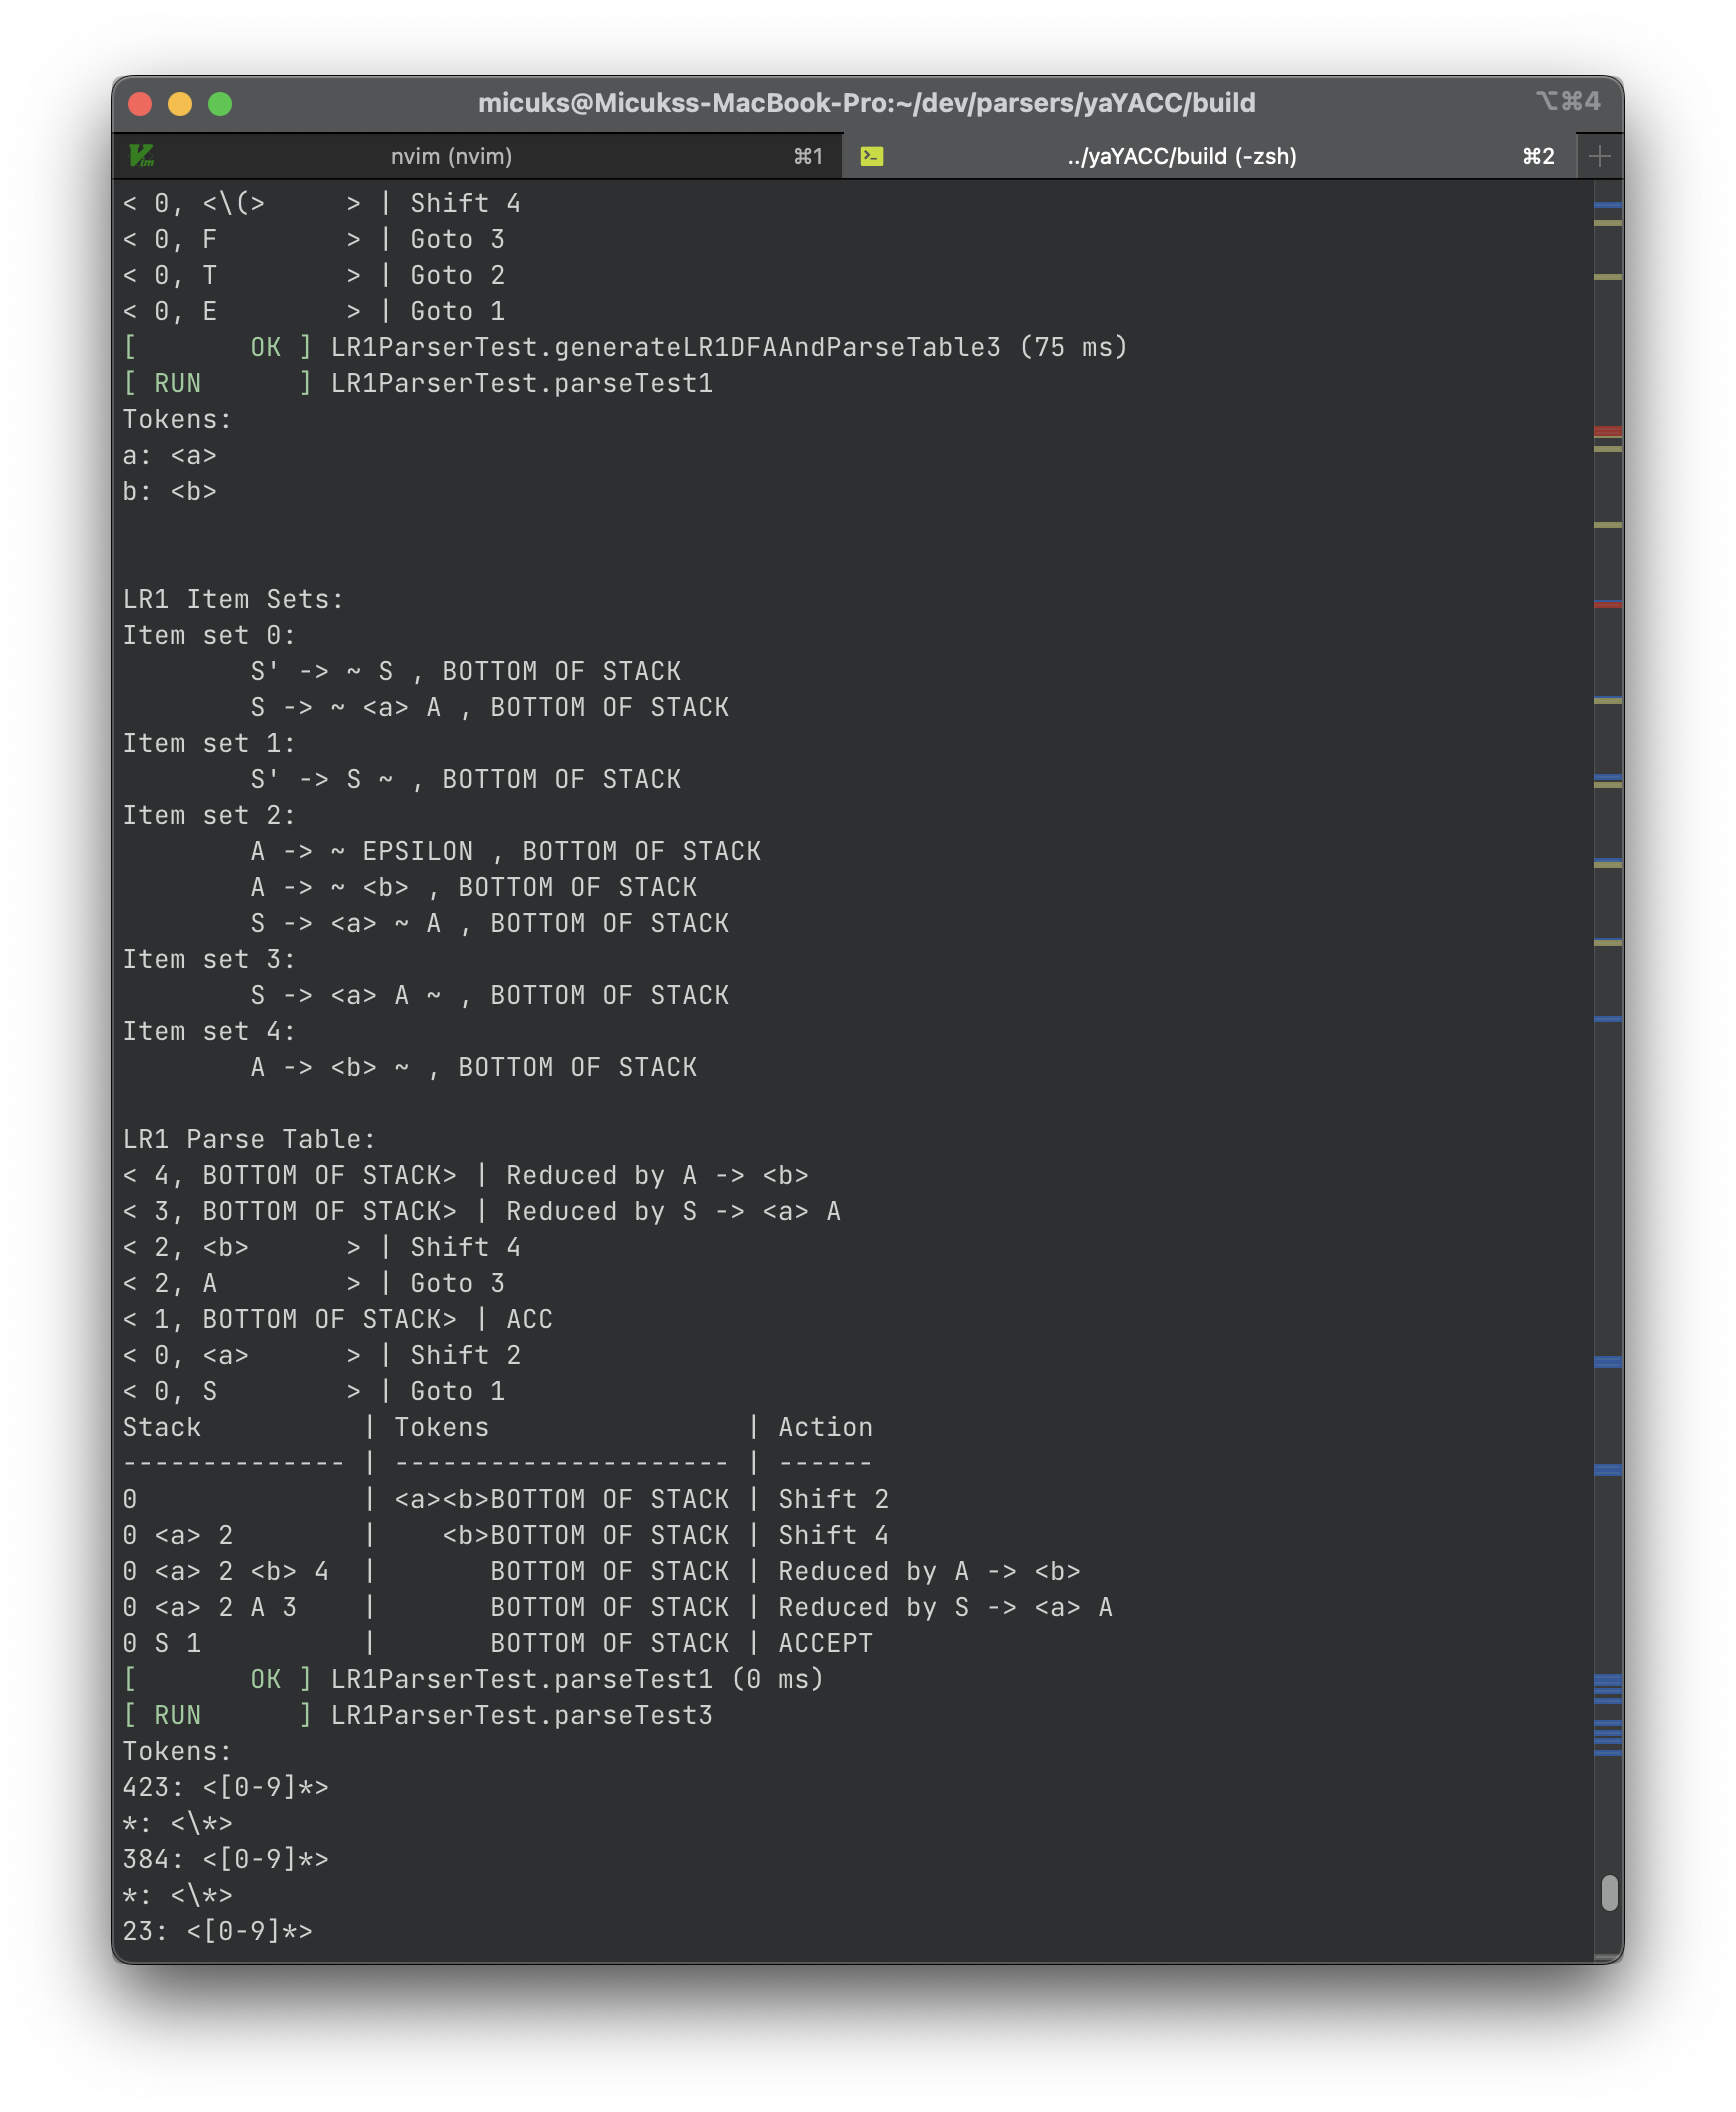 micuks@Micukss-MacBook-Pro:~/dev/parsers/yaYACC/build ⌥⌘4
nvim (nvim) ⌘1 ../yaYACC/build (-zsh) ⌘2
< 0, <\(>     > | Shift 4
< 0, F        > | Goto 3
< 0, T        > | Goto 2
< 0, E        > | Goto 1
[       OK ] LR1ParserTest.generateLR1DFAAndParseTable3 (75 ms)
[ RUN      ] LR1ParserTest.parseTest1
Tokens:
a: <a>
b: <b>
LR1 Item Sets:
Item set 0:
        S' -> ~ S , BOTTOM OF STACK
        S -> ~ <a> A , BOTTOM OF STACK
Item set 1:
        S' -> S ~ , BOTTOM OF STACK
Item set 2:
        A -> ~ EPSILON , BOTTOM OF STACK
        A -> ~ <b> , BOTTOM OF STACK
        S -> <a> ~ A , BOTTOM OF STACK
Item set 3:
        S -> <a> A ~ , BOTTOM OF STACK
Item set 4:
        A -> <b> ~ , BOTTOM OF STACK
LR1 Parse Table:
< 4, BOTTOM OF STACK> | Reduced by A -> <b>
< 3, BOTTOM OF STACK> | Reduced by S -> <a> A
< 2, <b>      > | Shift 4
< 2, A        > | Goto 3
< 1, BOTTOM OF STACK> | ACC
< 0, <a>      > | Shift 2
< 0, S        > | Goto 1
Stack          | Tokens                | Action
-------------- | --------------------- | ------
0              | <a><b>BOTTOM OF STACK | Shift 2
0 <a> 2        |    <b>BOTTOM OF STACK | Shift 4
0 <a> 2 <b> 4  |       BOTTOM OF STACK | Reduced by A -> <b>
0 <a> 2 A 3    |       BOTTOM OF STACK | Reduced by S -> <a> A
0 S 1          |       BOTTOM OF STACK | ACCEPT
[       OK ] LR1ParserTest.parseTest1 (0 ms)
[ RUN      ] LR1ParserTest.parseTest3
Tokens:
423: <[0-9]*>
*: <\*>
384: <[0-9]*>
*: <\*>
23: <[0-9]*>